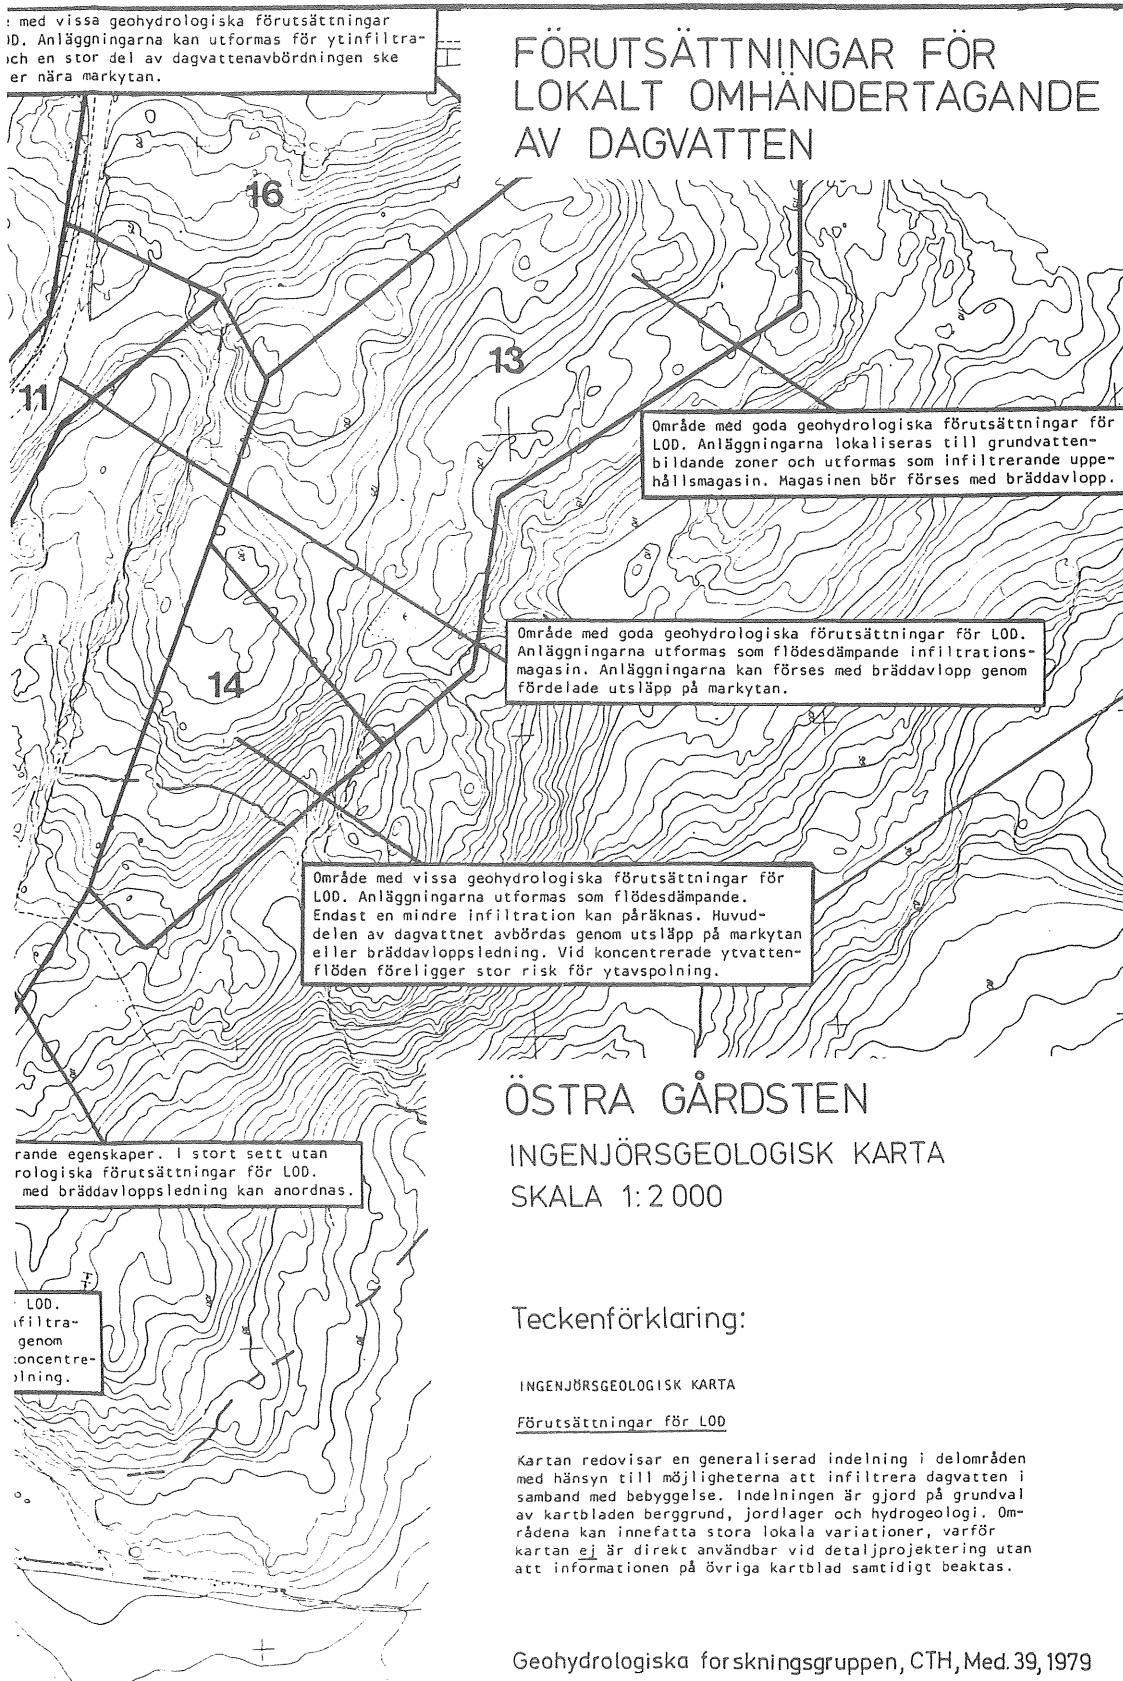 med vissa geohydrologiska förutsättningar
OD. Anläggningarna kan utformas för ytinfiltra-
och en stor del av dagvattenavbördningen ske
er nära markytan.
FÖRUTSÄTTNINGAR FÖR
LOKALT OMHÄNDERTAGANDE
AV DAGVATTEN
16
13
11
Område med goda geohydrologiska förutsättningar för
LOD. Anläggningarna lokaliseras till grundvatten-
bildande zoner och utformas som infiltrerande uppe-
hållsmagasin. Magasinen bör förses med bräddavlopp.
Område med goda geohydrologiska förutsättningar för LOD.
Anläggningarna utformas som flödesdämpande infiltrations-
magasin. Anläggningarna kan förses med bräddavlopp genom
fördelade utsläpp på markytan.
14
Område med vissa geohydrologiska förutsättningar för
LOD. Anläggningarna utformas som flödesdämpande.
Endast en mindre infiltration kan påräknas. Huvud-
delen av dagvattnet avbördas genom utsläpp på markytan
eller bräddavloppsledning. Vid koncentrerade ytvatten-
flöden föreligger stor risk för ytavspolning.
ÖSTRA GÅRDSTEN
INGENJÖRSGEOLOGISK KARTA
SKALA 1:2 000
rande egenskaper. I stort sett utan
rologiska förutsättningar för LOD.
med bräddavloppsledning kan anordnas.
LOD.
nfiltra-
genom
koncentre-
olning.
Teckenförklaring:
INGENJÖRSGEOLOGISK KARTA
Förutsättningar för LOD
Kartan redovisar en generaliserad indelning i delområden
med hänsyn till möjligheterna att infiltrera dagvatten i
samband med bebyggelse. Indelningen är gjord på grundval
av kartbladen berggrund, jordlager och hydrogeologi. Om-
rådena kan innefatta stora lokala variationer, varför
kartan ej är direkt användbar vid detaljprojektering utan
att informationen på övriga kartblad samtidigt beaktas.
Geohydrologiska forskningsgruppen, CTH, Med. 39, 1979